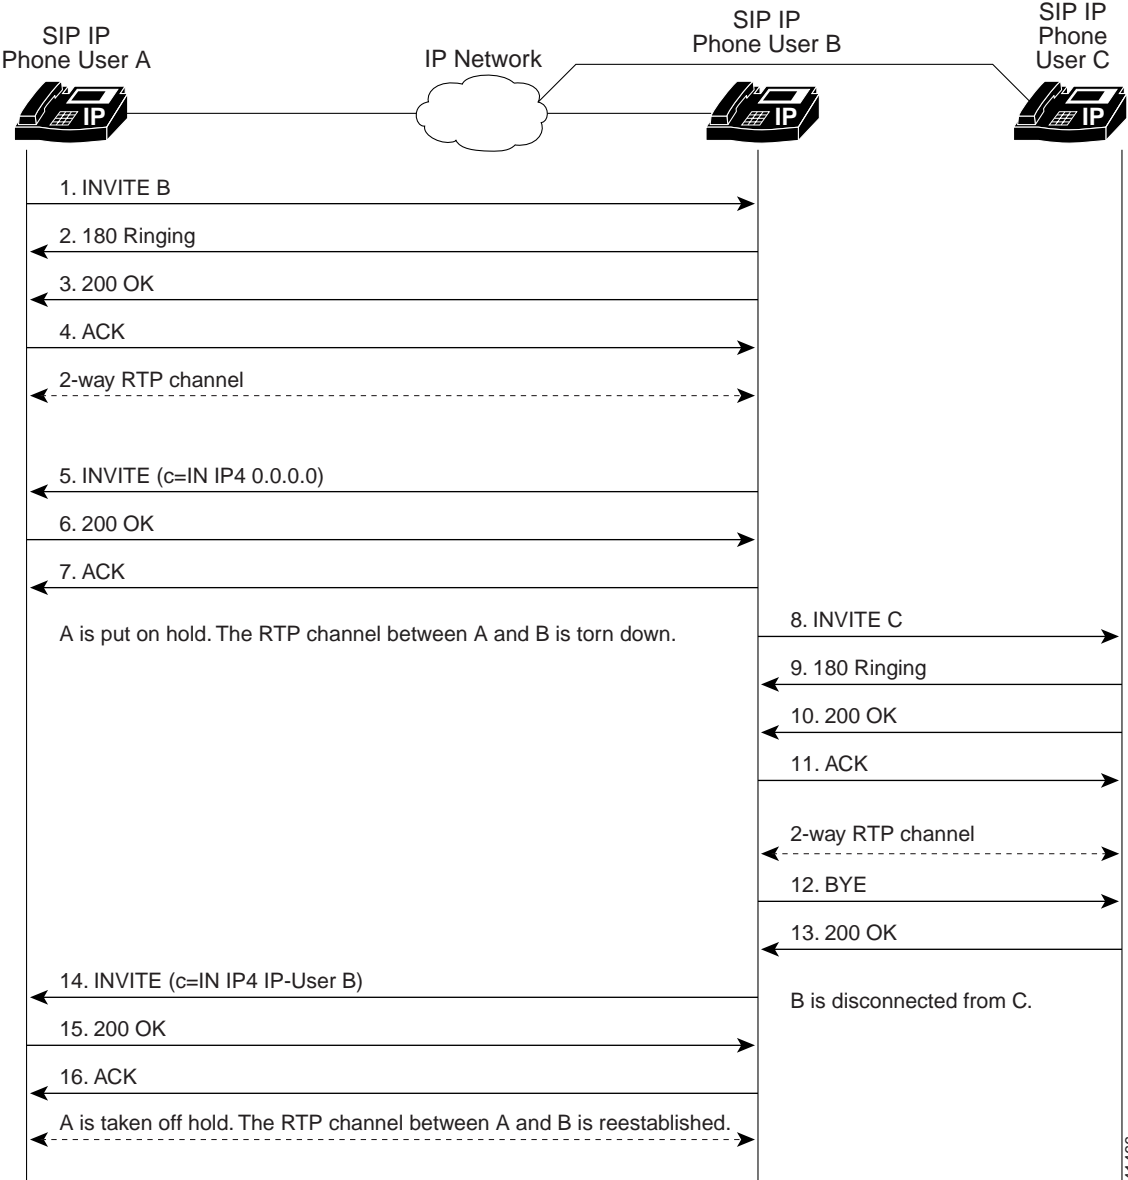 SIP IP
Phone User A
IP Network
SIP IP
Phone User B
SIP IP
Phone
User C
IP
IP
IP
1. INVITE B
2. 180 Ringing
3. 200 OK
4. ACK
2-way RTP channel
5. INVITE (c=IN IP4 0.0.0.0)
6. 200 OK
7. ACK
A is put on hold. The RTP channel between A and B is torn down.
8. INVITE C
9. 180 Ringing
10. 200 OK
11. ACK
2-way RTP channel
12. BYE
13. 200 OK
14. INVITE (c=IN IP4 IP-User B)
B is disconnected from C.
15. 200 OK
16. ACK
A is taken off hold. The RTP channel between A and B is reestablished.